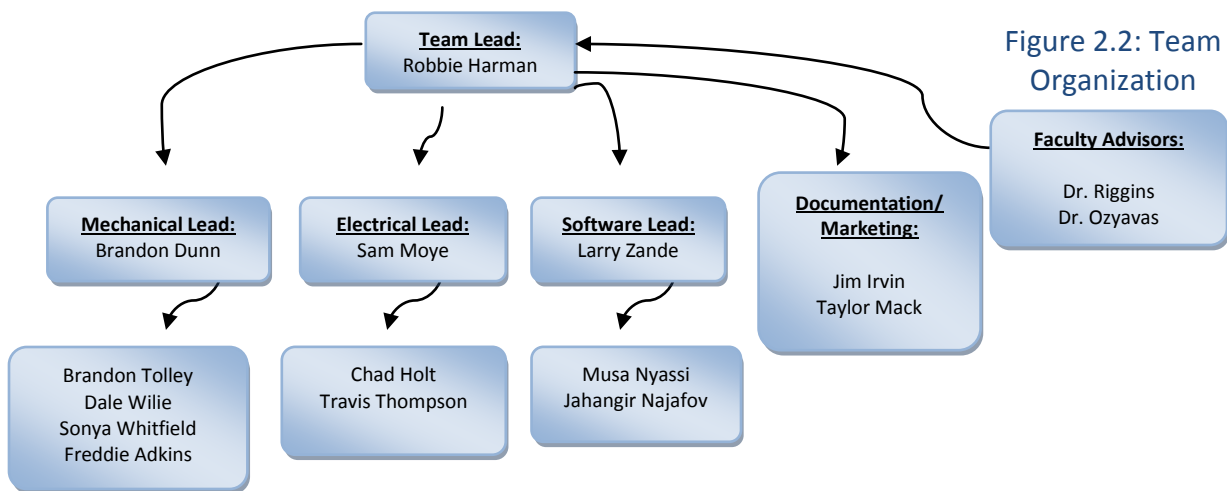 Team Lead:
Robbie Harman
Figure 2.2: Team
Organization
Faculty Advisors:
Dr. Riggins
Dr. Ozyavas
Mechanical Lead:
Brandon Dunn
Electrical Lead:
Sam Moye
Software Lead:
Larry Zande
Documentation/
Marketing:
Jim Irvin
Taylor Mack
Brandon Tolley
Dale Wilie
Sonya Whitfield
Freddie Adkins
Chad Holt
Travis Thompson
Musa Nyassi
Jahangir Najafov